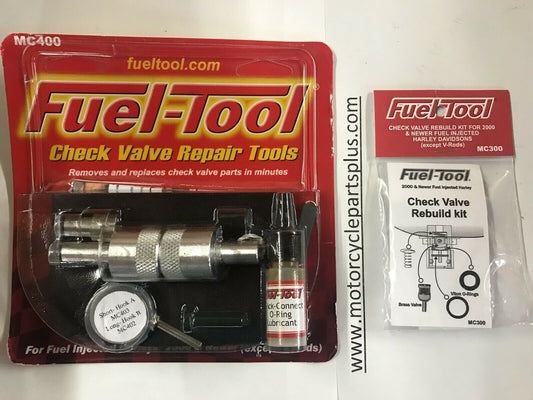 MC400
fueltool.com
Fuel-Tool
Check Valve Repair Tools
Removes and replaces check valve parts in minutes
Short Hook A
MC403
Long Hook B
MC402
Fuel-Tool
Quick-Connect
O-Ring
Lubricant
For Fuel Injected
& Newer (except V-Rods)
www.motorcyclepartsplus.com
Fuel-Tool
CHECK VALVE REBUILD KIT FOR 2000
& NEWER FUEL INJECTED
HARLEY DAVIDSONS
(except V-Rods)
MC300
Fuel-Tool
2000 & Newer Fuel Injected Harley
Check Valve
Rebuild kit
Viton O-Rings
Brass Valve
MC300